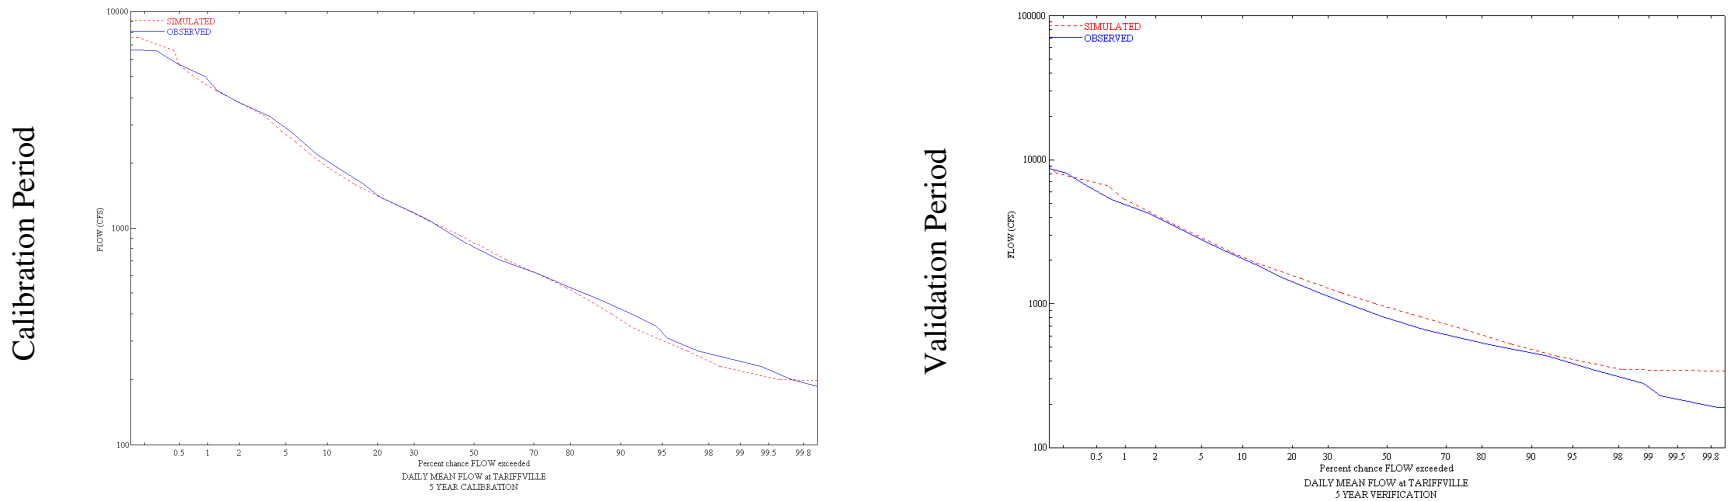 Calibration Period
10000
1000
100
FLOW (CFS)
SIMULATED
OBSERVED
0.5 1 2 5 10 20 30 50 70 80 90 95 98 99 99.5 99.8
Percent chance FLOW exceeded
DAILY MEAN FLOW at TARIFFVILLE
5 YEAR CALIBRATION
Validation Period
100000
10000
1000
100
FLOW (CFS)
SIMULATED
OBSERVED
0.5 1 2 5 10 20 30 50 70 80 90 95 98 99 99.5 99.8
Percent chance FLOW exceeded
DAILY MEAN FLOW at TARIFFVILLE
5 YEAR VERIFICATION